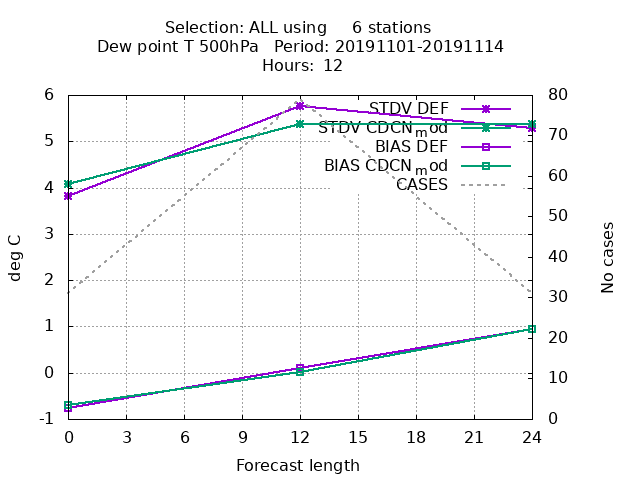 Selection: ALL using 6 stations
Dew point T 500hPa Period: 20191101-20191114
Hours: 12
STDV DEF
STDV CDCN_mod
BIAS DEF
BIAS CDCN_mod
CASES
deg C
6
5
4
3
2
1
0
-1
No cases
80
70
60
50
40
30
20
10
0
0 3 6 9 12 15 18 21 24
Forecast length